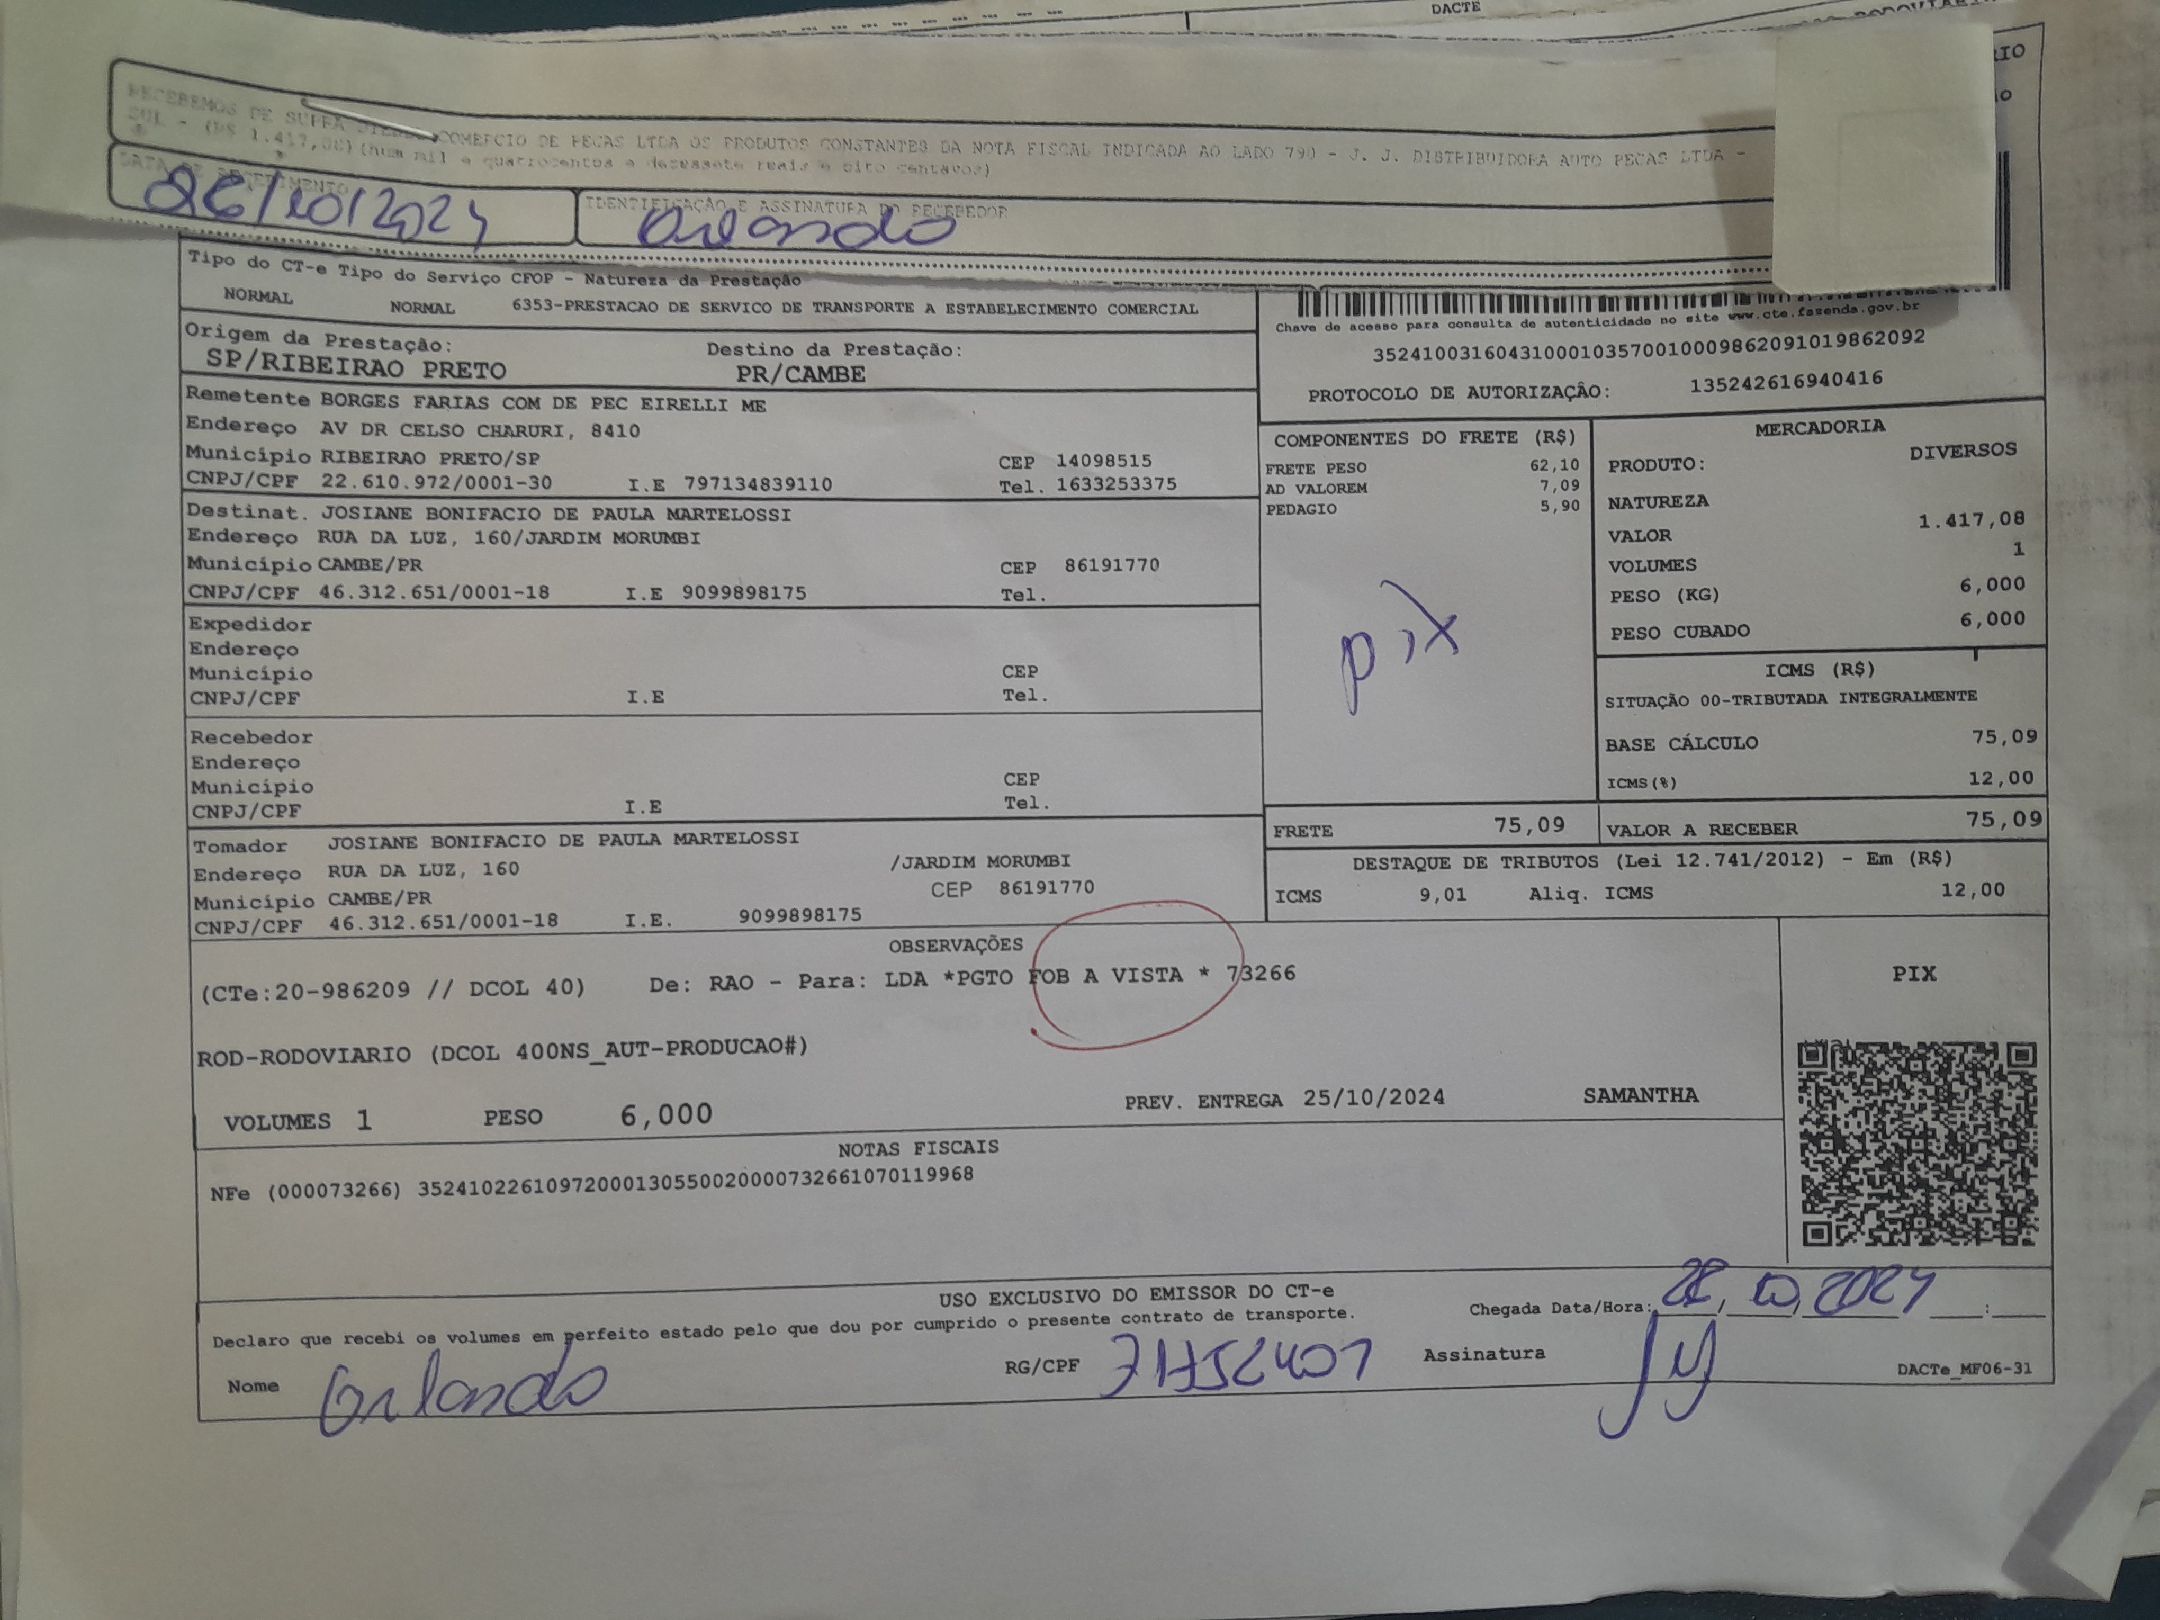 DACTE
RECEBEMOS DE SUPRA DIESEL COMERCIO DE PECAS LTDA OS PRODUTOS CONSTANTES DA NOTA FISCAL INDICADA AO LADO 790 - J. J. DISTRIBUIDORA AUTO PECAS LTDA -
SUL - (R$ 1.417,08) (hum mil e quatrocentos e dezessete reais e oito centavos)
DATA DE RECEBIMENTO
IDENTIFICAÇÃO E ASSINATURA DO RECEBEDOR
26/10/2024
Orlando
Tipo do CT-e Tipo do Serviço CFOP - Natureza da Prestação
NORMAL NORMAL 6353-PRESTACAO DE SERVICO DE TRANSPORTE A ESTABELECIMENTO COMERCIAL
Chave de acesso para consulta de autenticidade no site www.cte.fazenda.gov.br
35241003160431000103570010009862091019862092
PROTOCOLO DE AUTORIZAÇÂO: 135242616940416
Origem da Prestação:
SP/RIBEIRAO PRETO
Destino da Prestação:
PR/CAMBE
Remetente BORGES FARIAS COM DE PEC EIRELLI ME
Endereço AV DR CELSO CHARURI, 8410
Município RIBEIRAO PRETO/SP CEP 14098515
CNPJ/CPF 22.610.972/0001-30 I.E 797134839110 Tel. 1633253375
Destinat. JOSIANE BONIFACIO DE PAULA MARTELOSSI
Endereço RUA DA LUZ, 160/JARDIM MORUMBI
Município CAMBE/PR CEP 86191770
CNPJ/CPF 46.312.651/0001-18 I.E 9099898175 Tel.
Expedidor
Endereço
Município CEP
CNPJ/CPF I.E Tel.
Recebedor
Endereço
Município CEP
CNPJ/CPF I.E Tel.
Tomador JOSIANE BONIFACIO DE PAULA MARTELOSSI
Endereço RUA DA LUZ, 160 /JARDIM MORUMBI
Município CAMBE/PR CEP 86191770
CNPJ/CPF 46.312.651/0001-18 I.E. 9099898175
COMPONENTES DO FRETE (R$)
FRETE PESO 62,10
AD VALOREM 7,09
PEDAGIO 5,90
pix
MERCADORIA
PRODUTO: DIVERSOS
NATUREZA
VALOR 1.417,08
VOLUMES 1
PESO (KG) 6,000
PESO CUBADO 6,000
ICMS (R$)
SITUAÇÃO 00-TRIBUTADA INTEGRALMENTE
BASE CÁLCULO 75,09
ICMS(%) 12,00
FRETE 75,09
VALOR A RECEBER 75,09
DESTAQUE DE TRIBUTOS (Lei 12.741/2012) - Em (R$)
ICMS 9,01 Aliq. ICMS 12,00
OBSERVAÇÕES
(CTe:20-986209 // DCOL 40) De: RAO - Para: LDA *PGTO FOB A VISTA * 73266
ROD-RODOVIARIO (DCOL 400NS_AUT-PRODUCAO#)
VOLUMES 1 PESO 6,000 PREV. ENTREGA 25/10/2024 SAMANTHA
PIX
NOTAS FISCAIS
NFe (000073266) 35241022610972000130550020000732661070119968
USO EXCLUSIVO DO EMISSOR DO CT-e
Declaro que recebi os volumes em perfeito estado pelo que dou por cumprido o presente contrato de transporte.
Chegada Data/Hora: / 10 / 2024 :
Nome Orlando
RG/CPF
Assinatura
DACTe_MF06-31